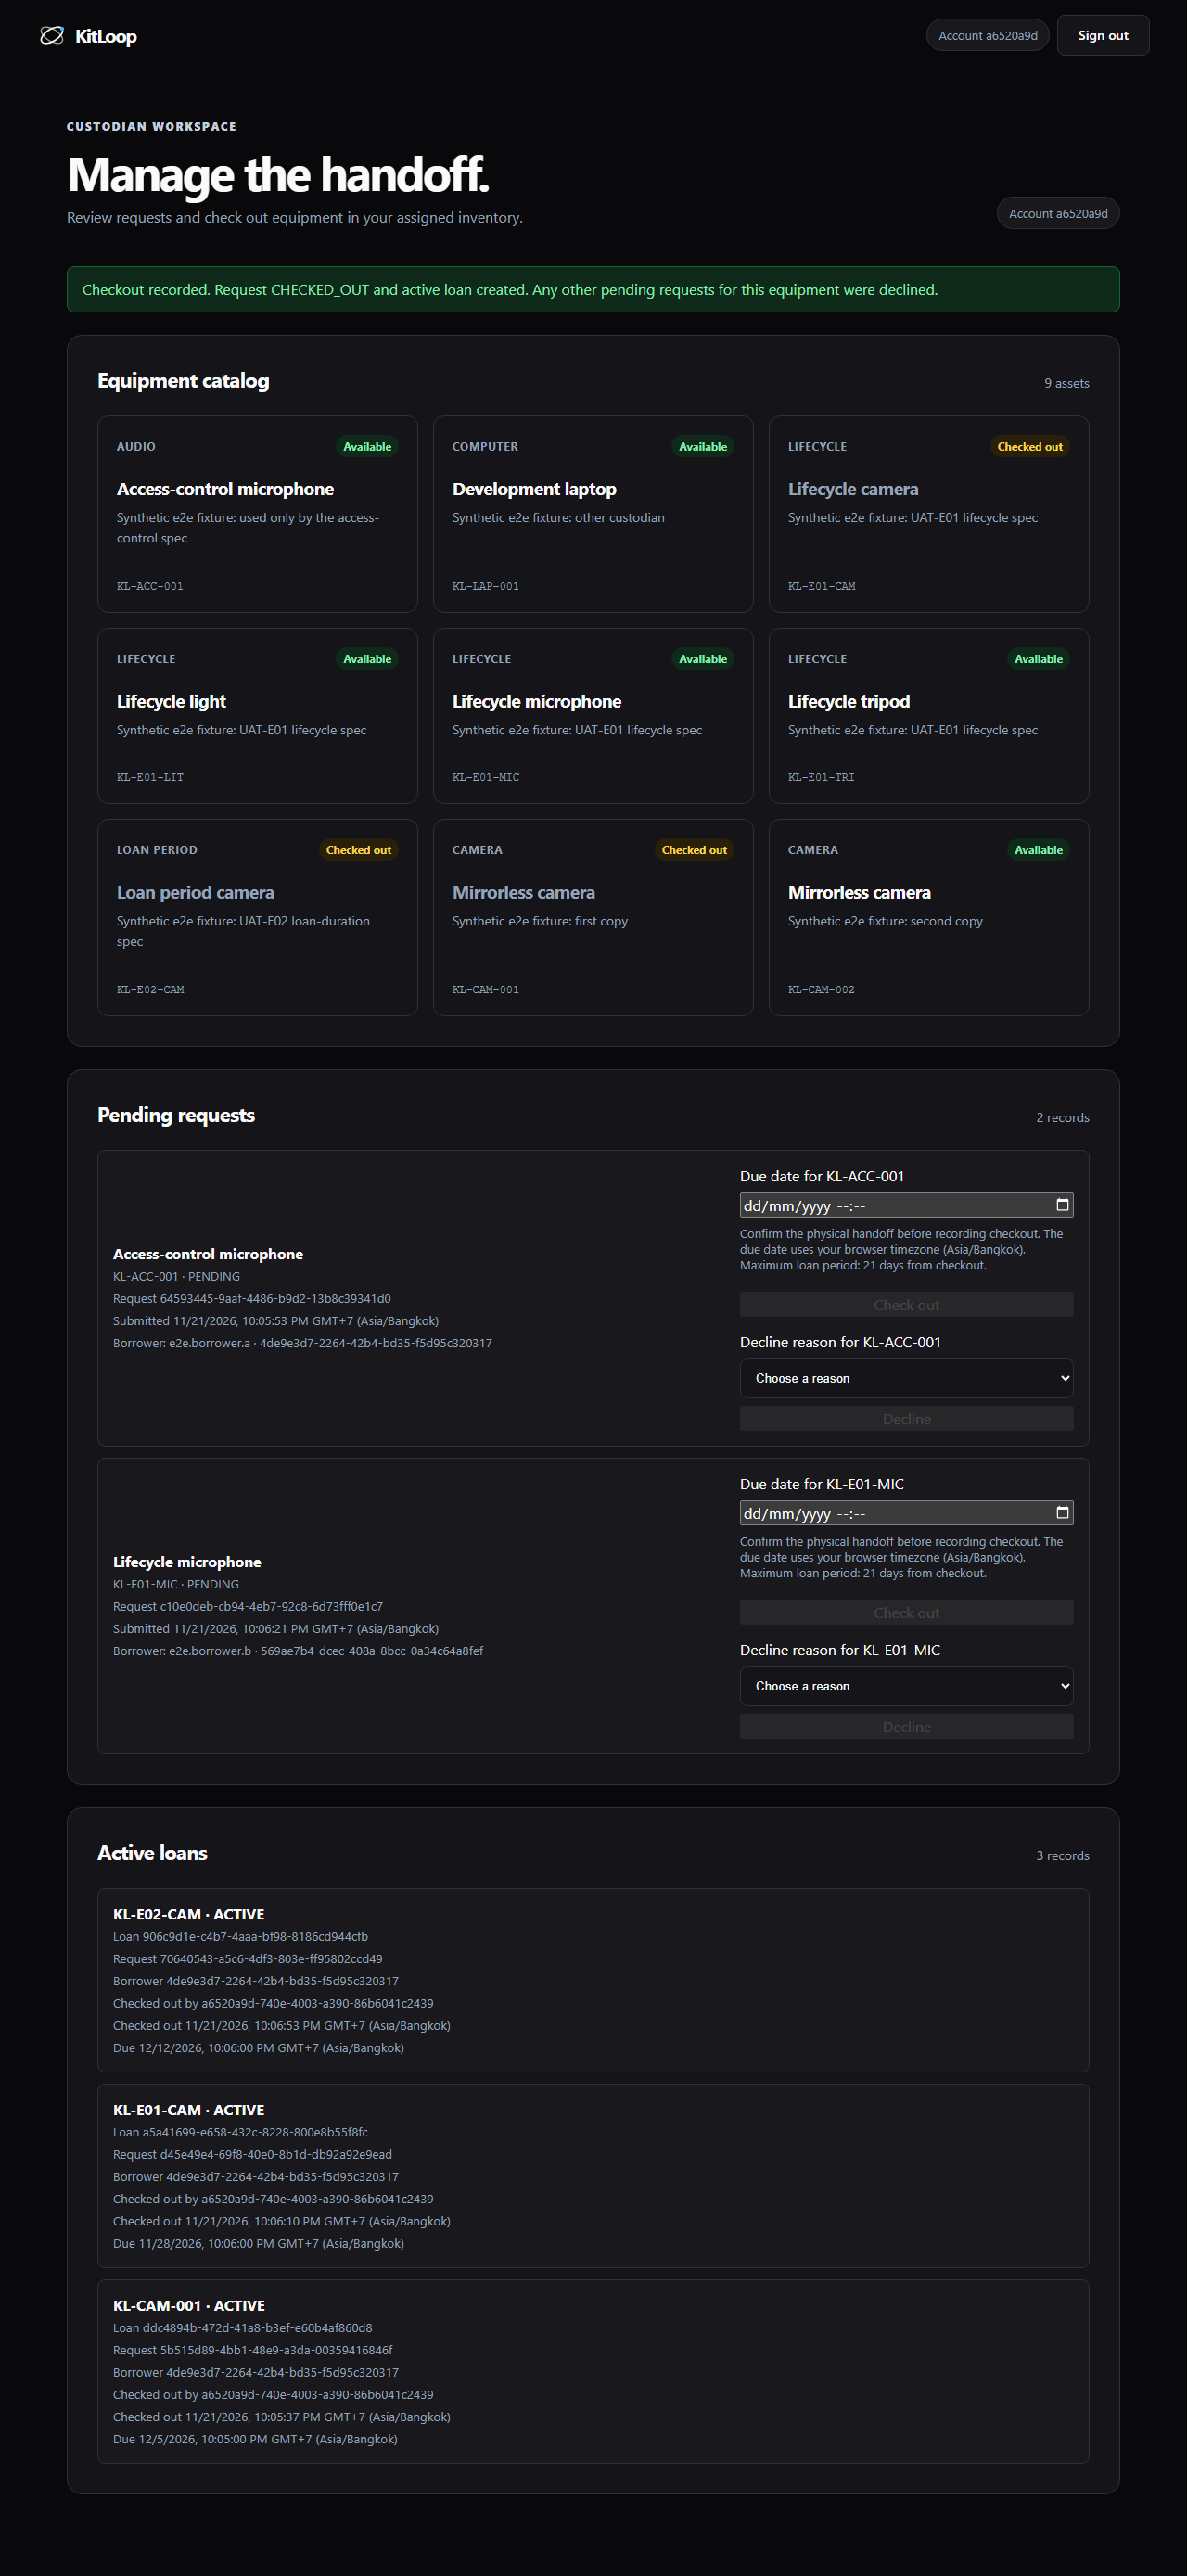 KitLoop
Account a6520a9d
Sign out
CUSTODIAN WORKSPACE
Manage the handoff.
Review requests and check out equipment in your assigned inventory.
Account a6520a9d
Checkout recorded. Request CHECKED_OUT and active loan created. Any other pending requests for this equipment were declined.
Equipment catalog
9 assets
AUDIO
Available
Access-control microphone
Synthetic e2e fixture: used only by the access-
control spec
KL-ACC-001
COMPUTER
Available
Development laptop
Synthetic e2e fixture: other custodian
KL-LAP-001
LIFECYCLE
Checked out
Lifecycle camera
Synthetic e2e fixture: UAT-E01 lifecycle spec
KL-E01-CAM
LIFECYCLE
Available
Lifecycle light
Synthetic e2e fixture: UAT-E01 lifecycle spec
KL-E01-LIT
LIFECYCLE
Available
Lifecycle microphone
Synthetic e2e fixture: UAT-E01 lifecycle spec
KL-E01-MIC
LIFECYCLE
Available
Lifecycle tripod
Synthetic e2e fixture: UAT-E01 lifecycle spec
KL-E01-TRI
LOAN PERIOD
Checked out
Loan period camera
Synthetic e2e fixture: UAT-E02 loan-duration
spec
KL-E02-CAM
CAMERA
Checked out
Mirrorless camera
Synthetic e2e fixture: first copy
KL-CAM-001
CAMERA
Available
Mirrorless camera
Synthetic e2e fixture: second copy
KL-CAM-002
Pending requests
2 records
Access-control microphone
KL-ACC-001 · PENDING
Request 64593445-9aaf-4486-b9d2-13b8c39341d0
Submitted 11/21/2026, 10:05:53 PM GMT+7 (Asia/Bangkok)
Borrower: e2e.borrower.a · 4de9e3d7-2264-42b4-bd35-f5d95c320317
Due date for KL-ACC-001
dd/mm/yyyy --:--
Confirm the physical handoff before recording checkout. The
due date uses your browser timezone (Asia/Bangkok).
Maximum loan period: 21 days from checkout.
Check out
Decline reason for KL-ACC-001
Choose a reason
Decline
Lifecycle microphone
KL-E01-MIC · PENDING
Request c10e0deb-cb94-4eb7-92c8-6d73fff0e1c7
Submitted 11/21/2026, 10:06:21 PM GMT+7 (Asia/Bangkok)
Borrower: e2e.borrower.b · 569ae7b4-dcec-408a-8bcc-0a34c64a8fef
Due date for KL-E01-MIC
dd/mm/yyyy --:--
Confirm the physical handoff before recording checkout. The
due date uses your browser timezone (Asia/Bangkok).
Maximum loan period: 21 days from checkout.
Check out
Decline reason for KL-E01-MIC
Choose a reason
Decline
Active loans
3 records
KL-E02-CAM · ACTIVE
Loan 906c9d1e-c4b7-4aaa-bf98-8186cd944cfb
Request 70640543-a5c6-4df3-803e-ff95802ccd49
Borrower 4de9e3d7-2264-42b4-bd35-f5d95c320317
Checked out by a6520a9d-740e-4003-a390-86b6041c2439
Checked out 11/21/2026, 10:06:53 PM GMT+7 (Asia/Bangkok)
Due 12/12/2026, 10:06:00 PM GMT+7 (Asia/Bangkok)
KL-E01-CAM · ACTIVE
Loan a5a41699-e658-432c-8228-800e8b55f8fc
Request d45e49e4-69f8-40e0-8b1d-db92a92e9ead
Borrower 4de9e3d7-2264-42b4-bd35-f5d95c320317
Checked out by a6520a9d-740e-4003-a390-86b6041c2439
Checked out 11/21/2026, 10:06:10 PM GMT+7 (Asia/Bangkok)
Due 11/28/2026, 10:06:00 PM GMT+7 (Asia/Bangkok)
KL-CAM-001 · ACTIVE
Loan ddc4894b-472d-41a8-b3ef-e60b4af860d8
Request 5b515d89-4bb1-48e9-a3da-00359416846f
Borrower 4de9e3d7-2264-42b4-bd35-f5d95c320317
Checked out by a6520a9d-740e-4003-a390-86b6041c2439
Checked out 11/21/2026, 10:05:37 PM GMT+7 (Asia/Bangkok)
Due 12/5/2026, 10:05:00 PM GMT+7 (Asia/Bangkok)